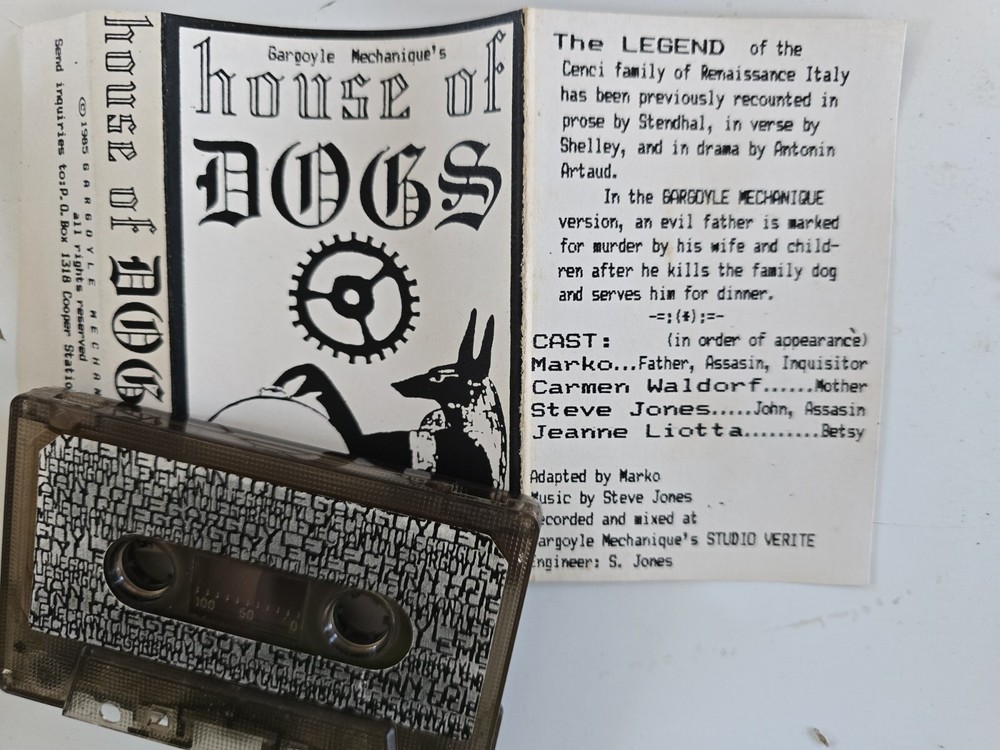 Gargoyle Mechanique's
house of
DOGS
house of DOG
© 1985 GARGOYLE MECHAN
all rights reserved
Send inquiries to:P.O.Box 1318 Cooper Statio
The LEGEND of the
Cenci family of Renaissance Italy
has been previously recounted in
prose by Stendhal, in verse by
Shelley, and in drama by Antonin
Artaud.
In the GARGOYLE MECHANIQUE
version, an evil father is marked
for murder by his wife and child-
ren after he kills the family dog
and serves him for dinner.
-=;(*);=-
CAST: (in order of appearance)
Marko...Father, Assasin, Inquisitor
Carmen Waldorf......Mother
Steve Jones.....John, Assasin
Jeanne Liotta.........Betsy
Adapted by Marko
Music by Steve Jones
ecorded and mixed at
argoyle Mechanique's STUDIO VERITE
ngineer: S. Jones
100 50 0